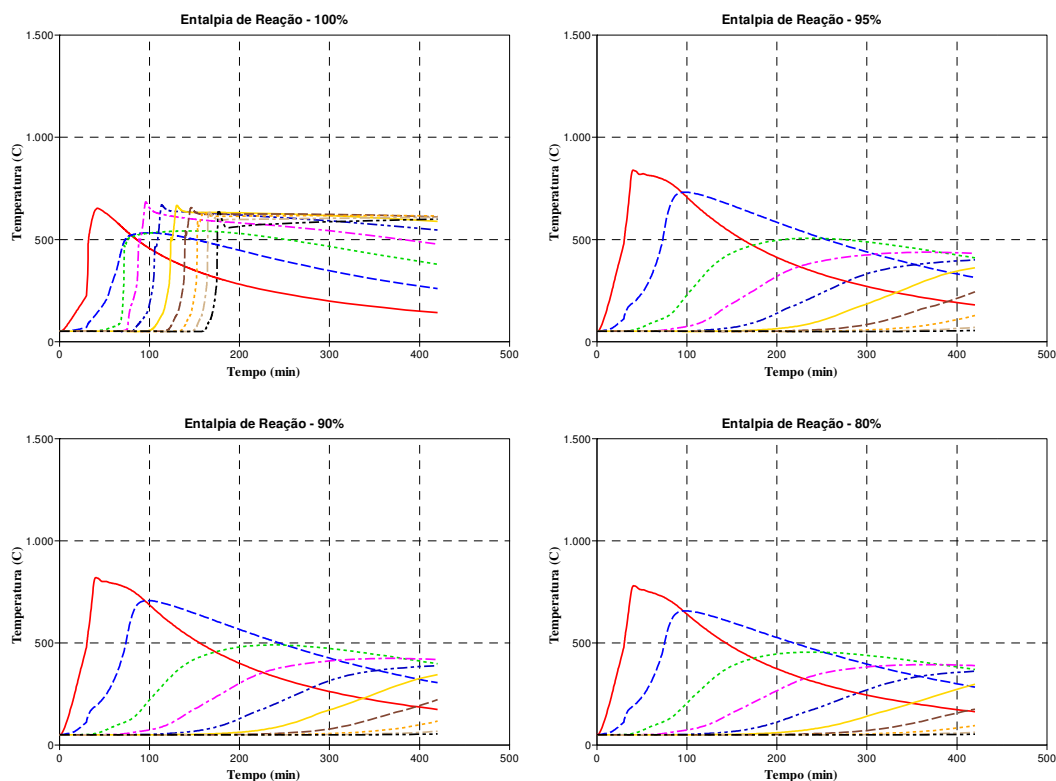 Entalpia de Reação - 100%
1.500
1.000
500
0
Temperatura (C)
0 100 200 300 400 500
Tempo (min)
Entalpia de Reação - 95%
1.500
1.000
500
0
Temperatura (C)
0 100 200 300 400 500
Tempo (min)
Entalpia de Reação - 90%
1.500
1.000
500
0
Temperatura (C)
0 100 200 300 400 500
Tempo (min)
Entalpia de Reação - 80%
1.500
1.000
500
0
Temperatura (C)
0 100 200 300 400 500
Tempo (min)